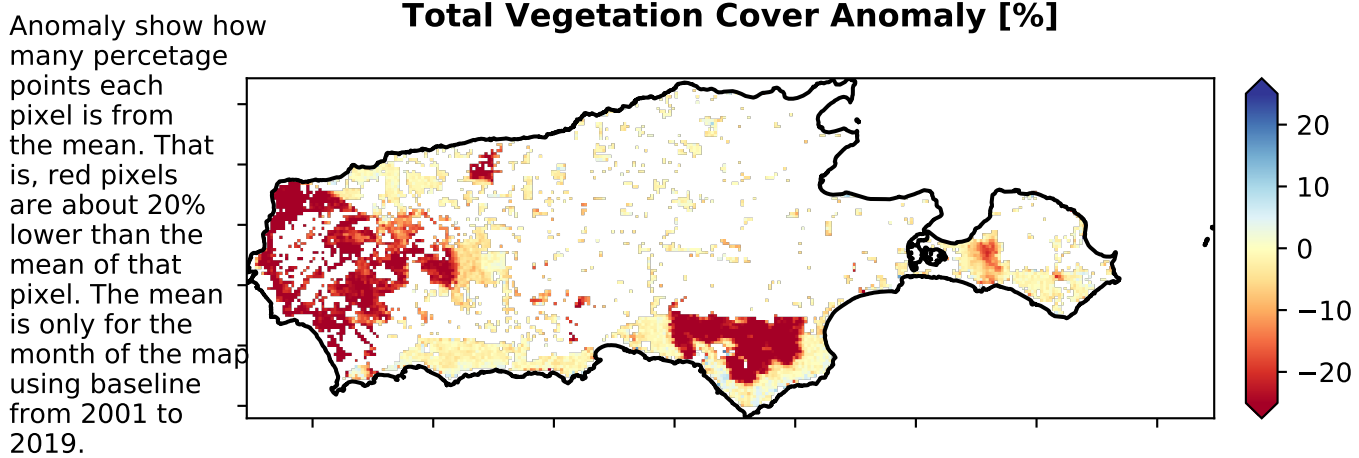 Total Vegetation Cover Anomaly [%]
Anomaly show how
many percetage
points each
pixel is from
the mean. That
is, red pixels
are about 20%
lower than the
mean of that
pixel. The mean
is only for the
month of the map
using baseline
from 2001 to
2019.
20
10
0
−10
−20